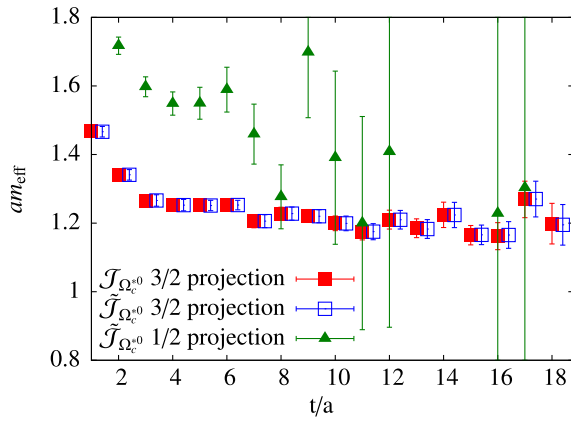 1.8
1.6
1.4
1.2
1
0.8
am_eff
2 4 6 8 10 12 14 16 18
t/a
𝒥_{Ω_c^{*0}} 3/2 projection
𝒥̃_{Ω_c^{*0}} 3/2 projection
𝒥̃_{Ω_c^{*0}} 1/2 projection